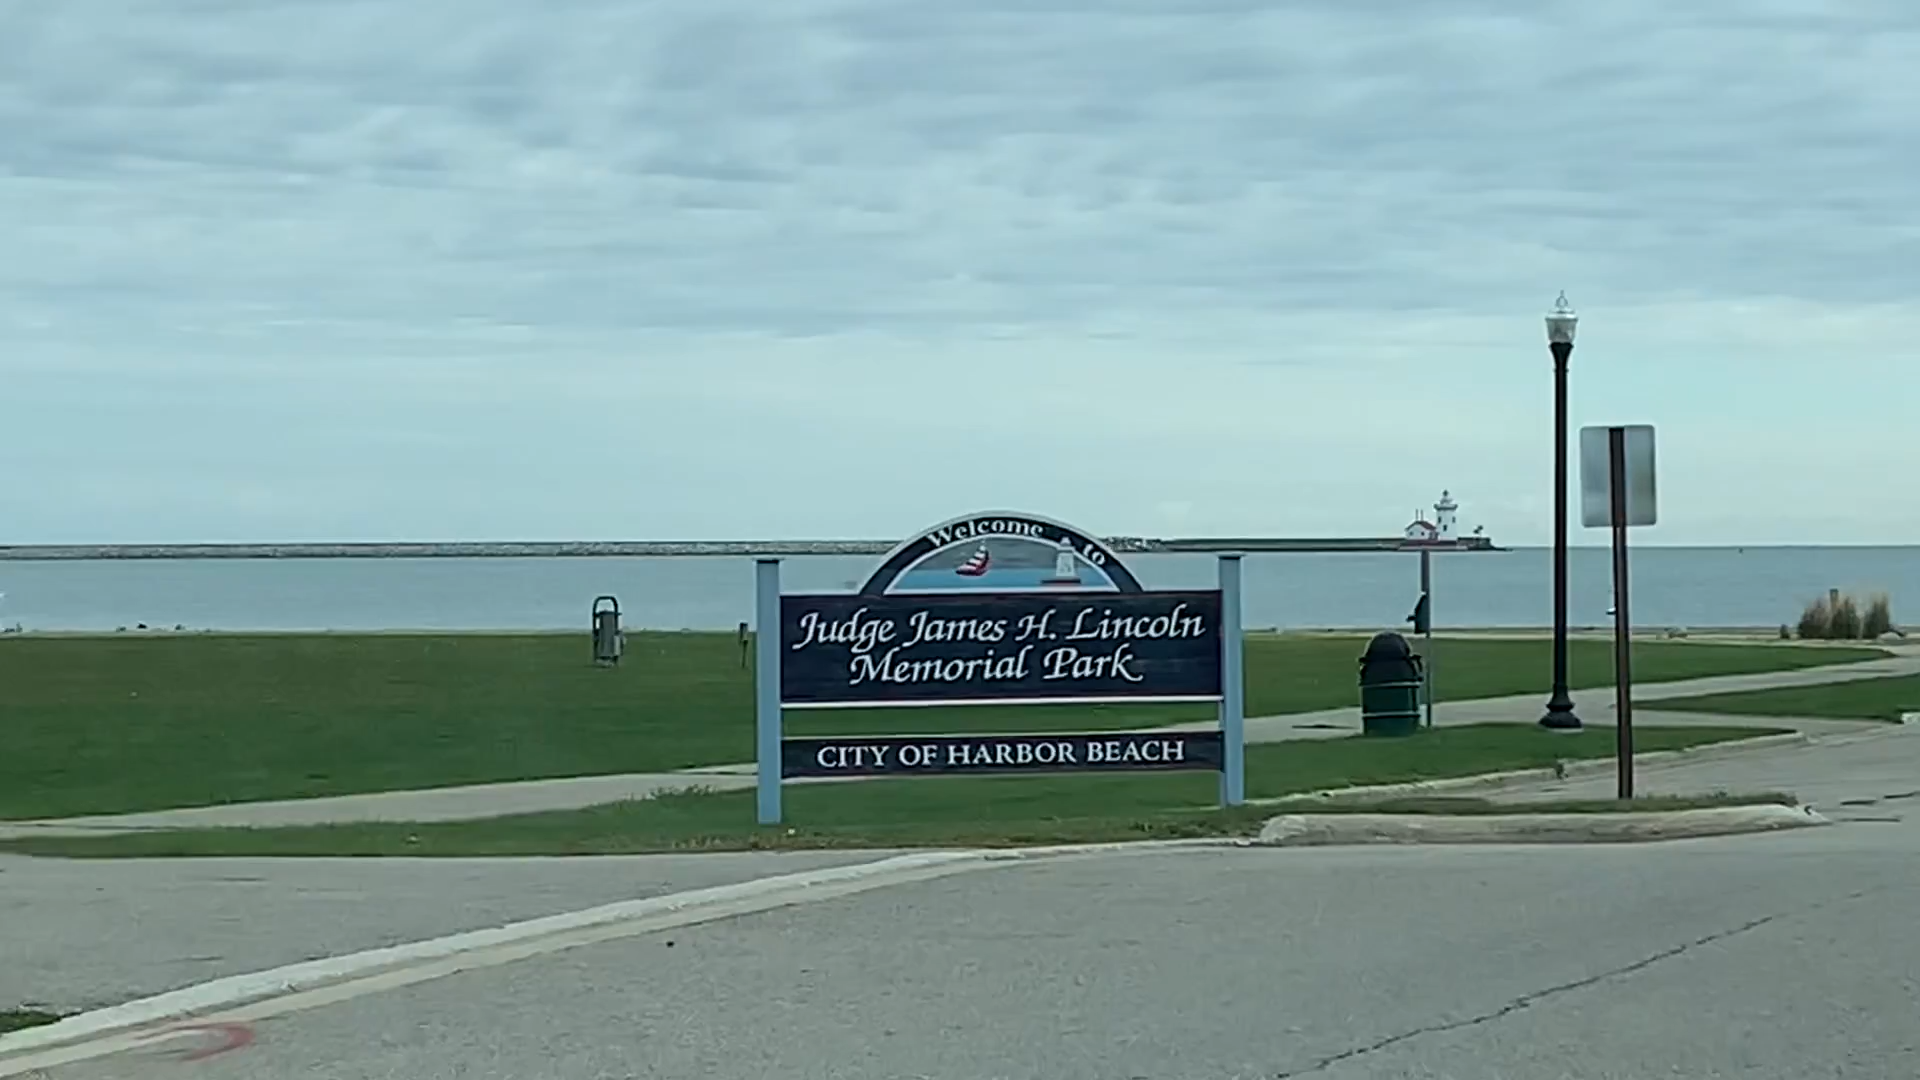 Welcome to
Judge James H. Lincoln
Memorial Park
CITY OF HARBOR BEACH